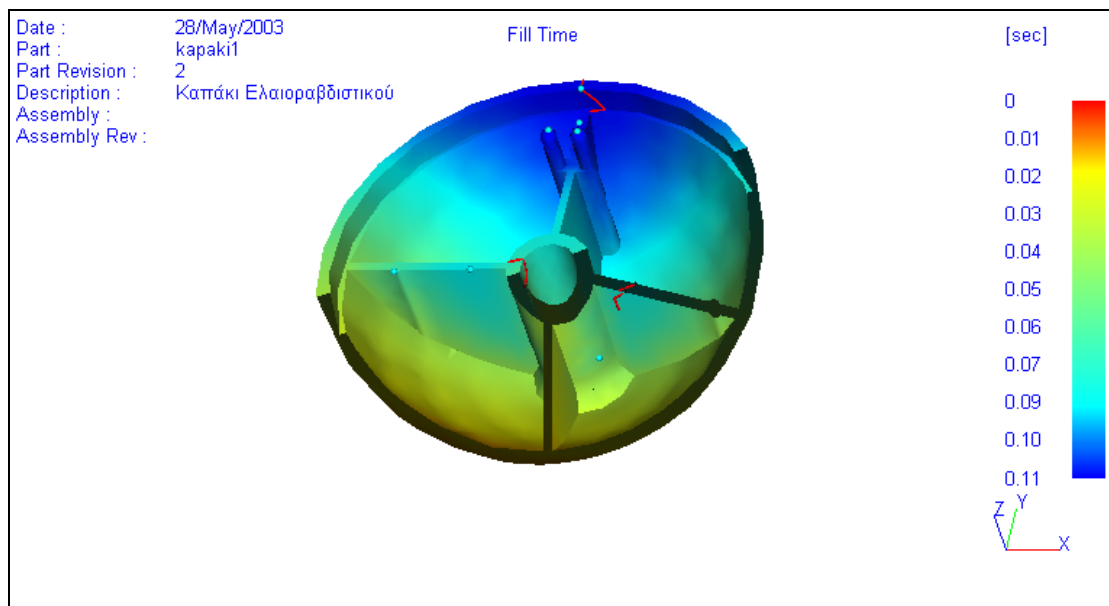 Date : 28/May/2003
Part : kapaki1
Part Revision : 2
Description : Καπάκι Ελαιοραβδιστικού
Assembly :
Assembly Rev :
Fill Time
[sec]
0
0.01
0.02
0.03
0.04
0.05
0.06
0.07
0.09
0.10
0.11
Z Y
X